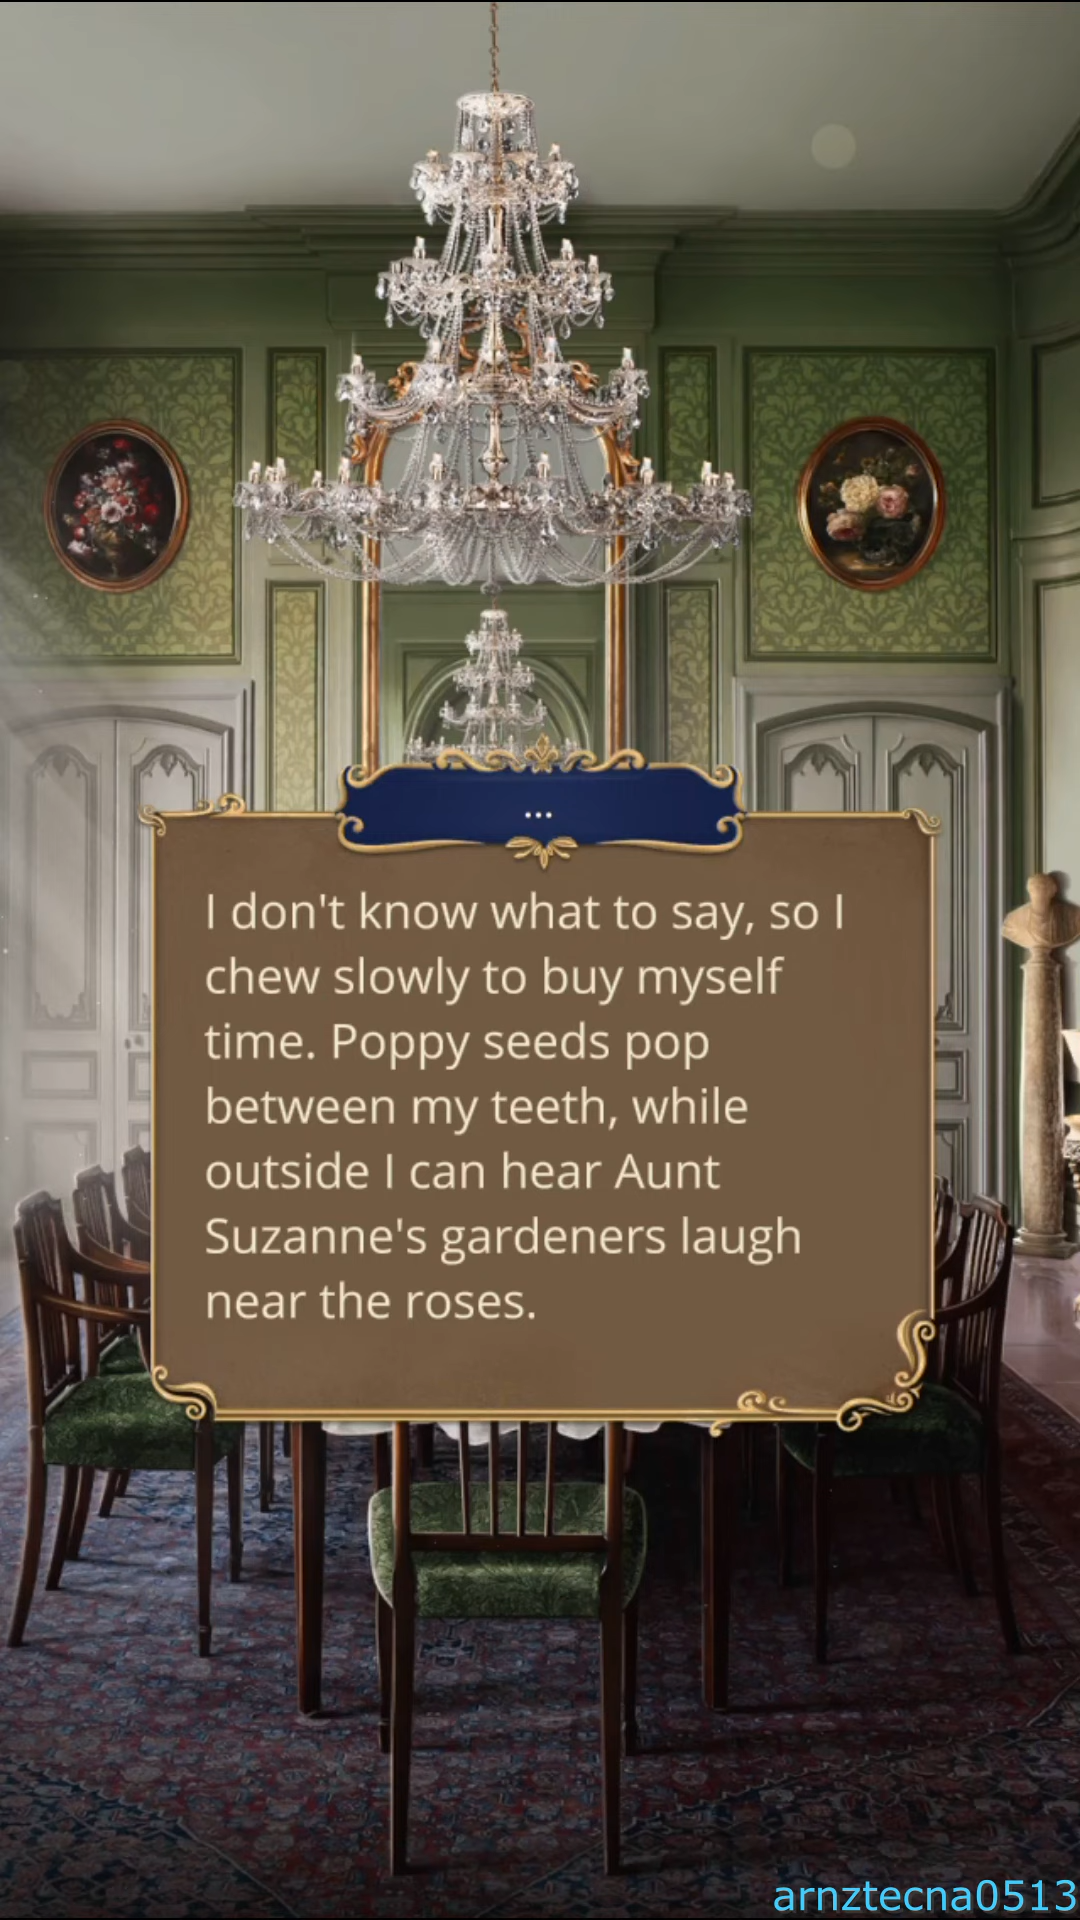 ...
I don't know what to say, so I
chew slowly to buy myself
time. Poppy seeds pop
between my teeth, while
outside I can hear Aunt
Suzanne's gardeners laugh
near the roses.
arnztecna0513